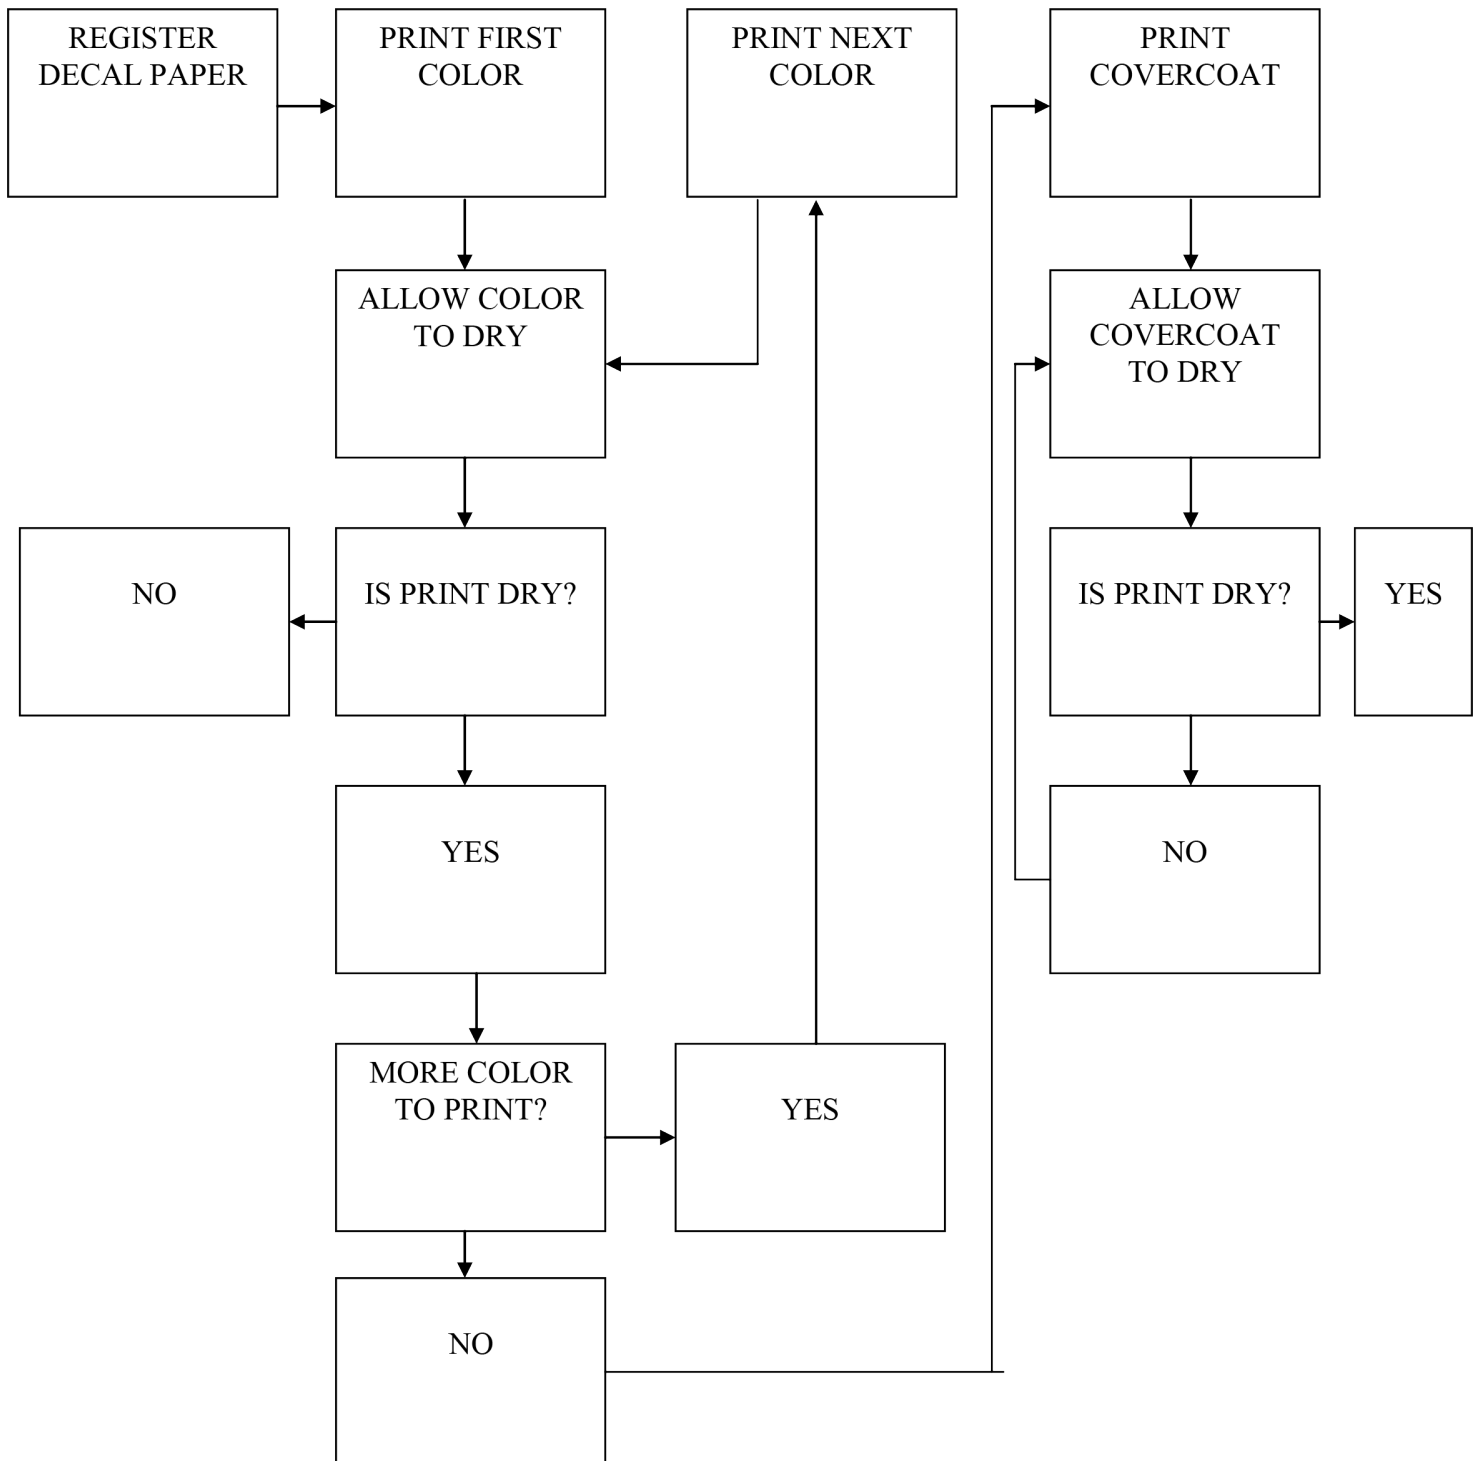 REGISTER
DECAL PAPER
PRINT FIRST
COLOR
PRINT NEXT
COLOR
PRINT
COVERCOAT
ALLOW COLOR
TO DRY
ALLOW
COVERCOAT
TO DRY
NO
IS PRINT DRY?
IS PRINT DRY?
YES
YES
NO
MORE COLOR
TO PRINT?
YES
NO